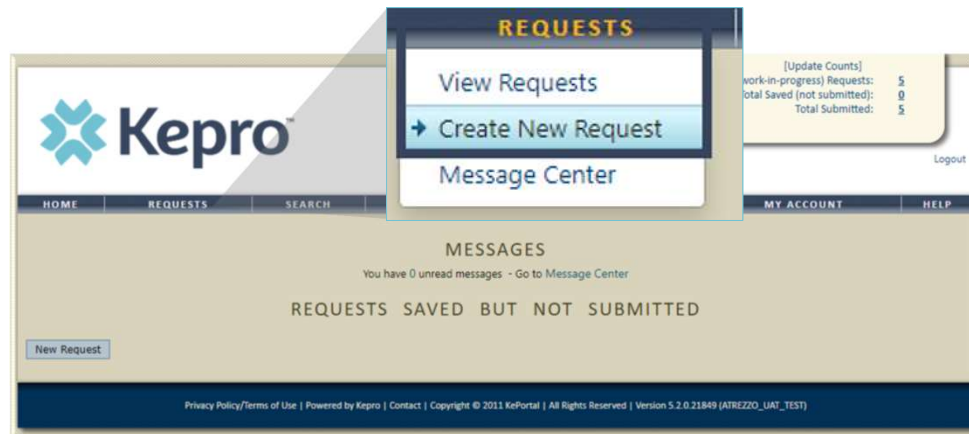 REQUESTS
View Requests
Create New Request
Message Center
[Update Counts]
work-in-progress) Requests: 5
Total Saved (not submitted): 0
Total Submitted: 5
Kepro™
Logout
HOME REQUESTS SEARCH MY ACCOUNT HELP
MESSAGES
You have 0 unread messages - Go to Message Center
REQUESTS SAVED BUT NOT SUBMITTED
New Request
Privacy Policy/Terms of Use | Powered by Kepro | Contact | Copyright © 2011 KePortal | All Rights Reserved | Version 5.2.0.21849 (ATREZZO_UAT_TEST)